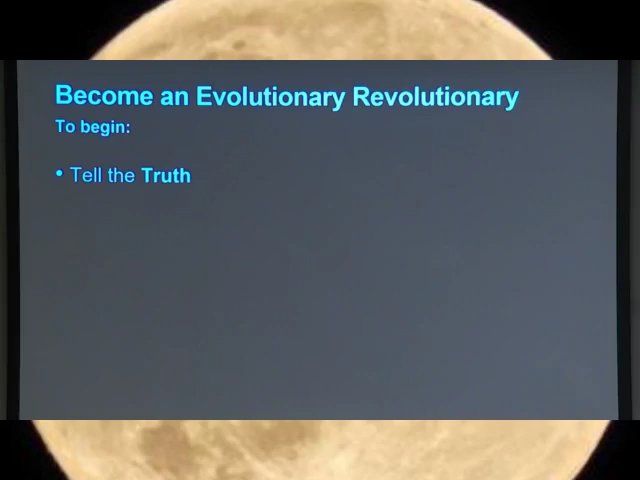 Become an Evolutionary Revolutionary
To begin:
• Tell the Truth